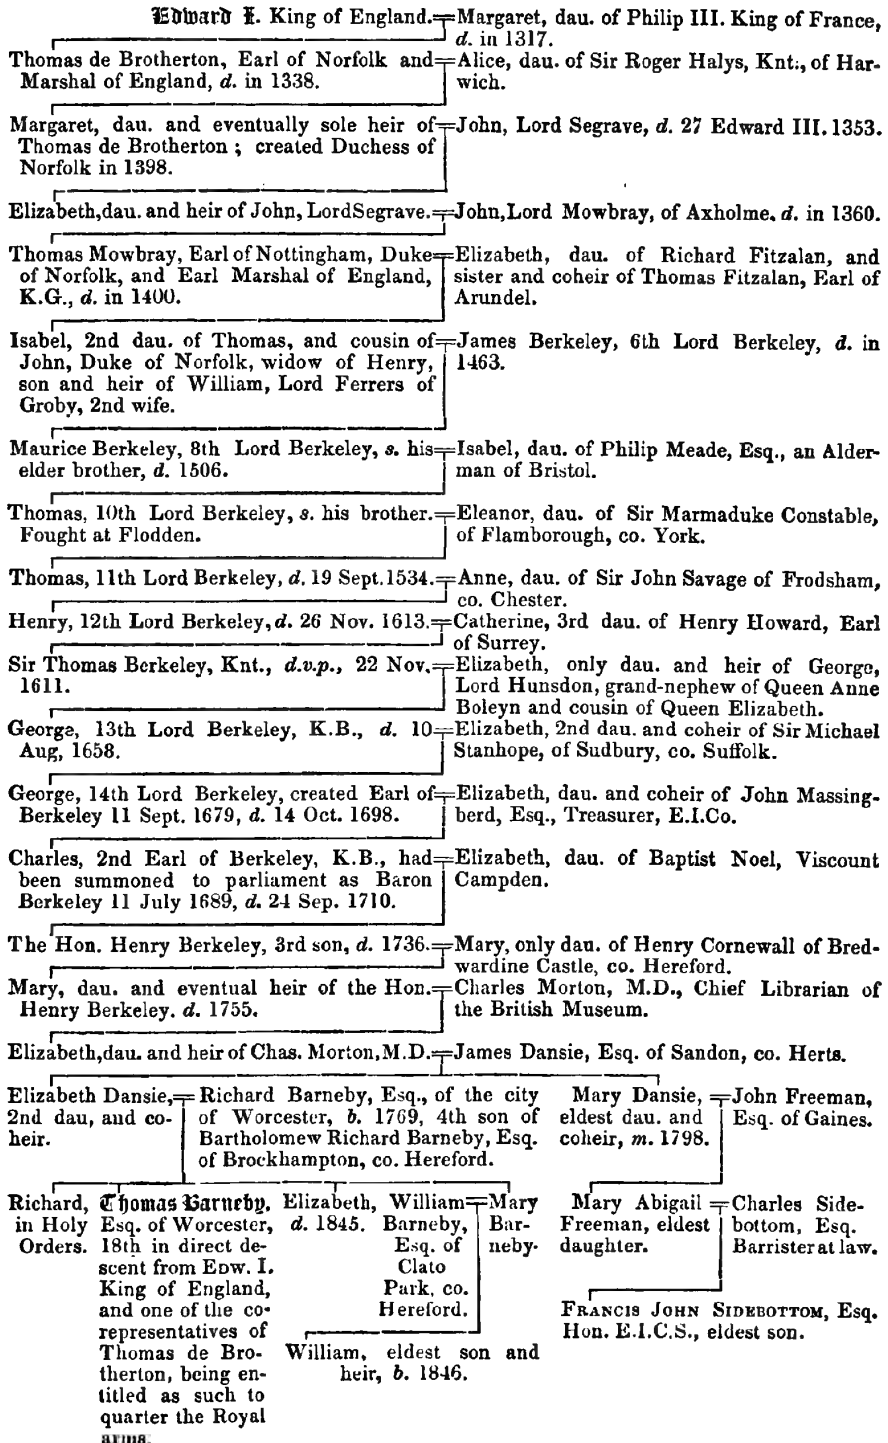 Edward I. King of England.=Margaret, dau. of Philip III. King of France,
d. in 1317.
Thomas de Brotherton, Earl of Norfolk and=Alice, dau. of Sir Roger Halys, Knt., of Har-
Marshal of England, d. in 1338. wich.
Margaret, dau. and eventually sole heir of=John, Lord Segrave, d. 27 Edward III. 1353.
Thomas de Brotherton ; created Duchess of
Norfolk in 1398.
Elizabeth, dau. and heir of John, Lord Segrave.=John, Lord Mowbray, of Axholme. d. in 1360.
Thomas Mowbray, Earl of Nottingham, Duke=Elizabeth, dau. of Richard Fitzalan, and
of Norfolk, and Earl Marshal of England, sister and coheir of Thomas Fitzalan, Earl of
K.G., d. in 1400. Arundel.
Isabel, 2nd dau. of Thomas, and cousin of=James Berkeley, 6th Lord Berkeley, d. in
John, Duke of Norfolk, widow of Henry, 1463.
son and heir of William, Lord Ferrers of
Groby, 2nd wife.
Maurice Berkeley, 8th Lord Berkeley, s. his=Isabel, dau. of Philip Meade, Esq., an Alder-
elder brother, d. 1506. man of Bristol.
Thomas, 10th Lord Berkeley, s. his brother.=Eleanor, dau. of Sir Marmaduke Constable,
Fought at Flodden. of Flamborough, co. York.
Thomas, 11th Lord Berkeley, d. 19 Sept. 1534.=Anne, dau. of Sir John Savage of Frodsham,
co. Chester.
Henry, 12th Lord Berkeley, d. 26 Nov. 1613.=Catherine, 3rd dau. of Henry Howard, Earl
of Surrey.
Sir Thomas Berkeley, Knt., d.v.p., 22 Nov.=Elizabeth, only dau. and heir of George,
1611. Lord Hunsdon, grand-nephew of Queen Anne
Boleyn and cousin of Queen Elizabeth.
George, 13th Lord Berkeley, K.B., d. 10=Elizabeth, 2nd dau. and coheir of Sir Michael
Aug, 1658. Stanhope, of Sudbury, co. Suffolk.
George, 14th Lord Berkeley, created Earl of=Elizabeth, dau. and coheir of John Massing-
Berkeley 11 Sept. 1679, d. 14 Oct. 1698. berd, Esq., Treasurer, E.I.Co.
Charles, 2nd Earl of Berkeley, K.B., had=Elizabeth, dau. of Baptist Noel, Viscount
been summoned to parliament as Baron Campden.
Berkeley 11 July 1689, d. 24 Sep. 1710.
The Hon. Henry Berkeley, 3rd son, d. 1736.=Mary, only dau. of Henry Cornewall of Bred-
wardine Castle, co. Hereford.
Mary, dau. and eventual heir of the Hon.=Charles Morton, M.D., Chief Librarian of
Henry Berkeley. d. 1755. the British Museum.
Elizabeth, dau. and heir of Chas. Morton, M.D.=James Dansie, Esq. of Sandon, co. Herts.
Elizabeth Dansie,=Richard Barneby, Esq., of the city
2nd dau, and co- of Worcester, b. 1769, 4th son of
heir. Bartholomew Richard Barneby, Esq.
of Brockhampton, co. Hereford.
Mary Dansie,=John Freeman,
eldest dau. and Esq. of Gaines.
coheir, m. 1798.
Richard,
in Holy
Orders.
Thomas Barneby.
Esq. of Worcester,
18th in direct de-
scent from EDW. I.
King of England,
and one of the co-
representatives of
Thomas de Bro-
therton, being en-
titled as such to
quarter the Royal
arms.
Elizabeth,
d. 1845.
William=Mary
Barneby, Bar-
Esq. of neby.
Clato
Park, co.
Hereford.
William, eldest son and
heir, b. 1846.
Mary Abigail=Charles Side-
Freeman, eldest bottom, Esq.
daughter. Barrister at law.
FRANCIS JOHN SIDEBOTTOM, Esq.
Hon. E.I.C.S., eldest son.